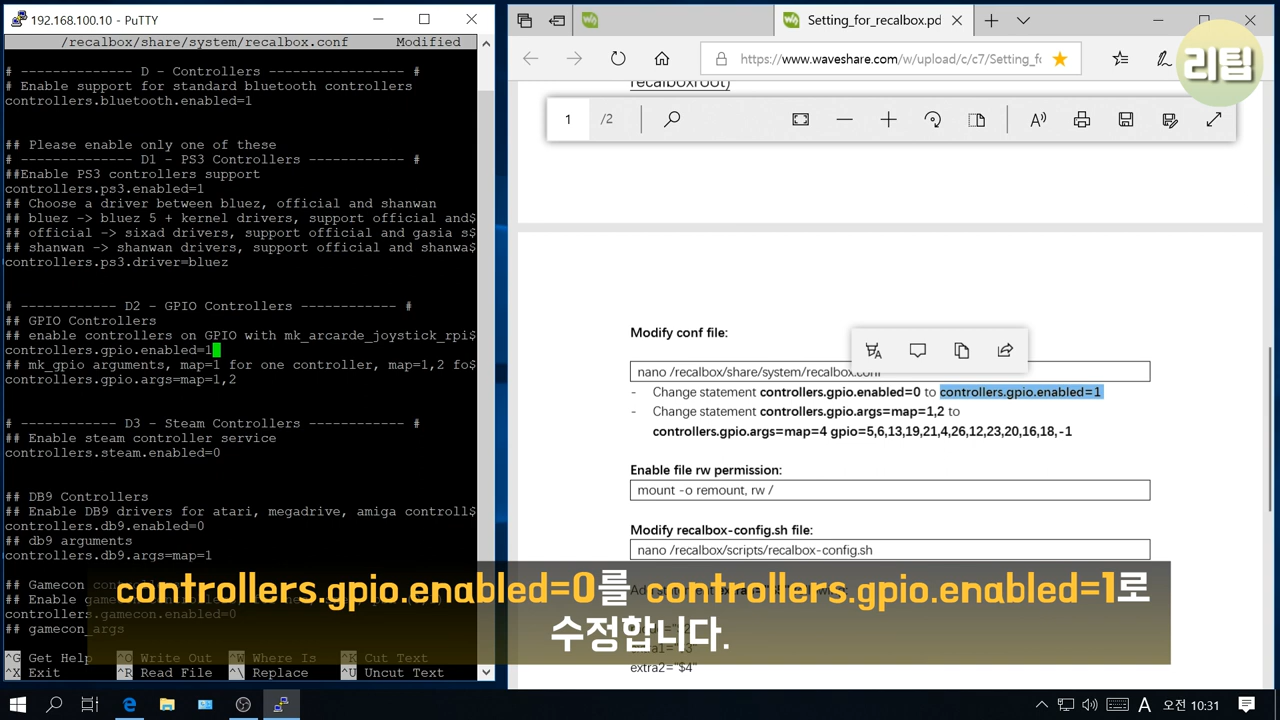 192.168.100.10 - PuTTY
/recalbox/share/system/recalbox.conf Modified
# -------------- D - Controllers ----------------- #
# Enable support for standard bluetooth controllers
controllers.bluetooth.enabled=1
## Please enable only one of these
# -------------- D1 - PS3 Controllers ------------ #
##Enable PS3 controllers support
controllers.ps3.enabled=1
## Choose a driver between bluez, official and shanwan
## bluez -> bluez 5 + kernel drivers, support official and$
## official -> sixad drivers, support official and gasia s$
## shanwan -> shanwan drivers, support official and shanwa$
controllers.ps3.driver=bluez
# ------------ D2 - GPIO Controllers ------------ #
## GPIO Controllers
## enable controllers on GPIO with mk_arcarde_joystick_rpi$
controllers.gpio.enabled=1
## mk_gpio arguments, map=1 for one controller, map=1,2 fo$
controllers.gpio.args=map=1,2
# ------------ D3 - Steam Controllers ------------ #
## Enable steam controller service
controllers.steam.enabled=0
## DB9 Controllers
## Enable DB9 drivers for atari, megadrive, amiga controll$
controllers.db9.enabled=0
## db9 arguments
controllers.db9.args=map=1
## Gamecon
## Enable
controllers.gamecon.enabled=0
## gamecon_args
^G Get Help ^O Write Out ^W Where Is ^K Cut Text
^X Exit ^R Read File ^\ Replace ^U Uncut Text
Setting_for_recalbox.pd
https://www.waveshare.com/w/upload/c/c7/Setting_fo
리팀
recalboxroot)
1 /2
Modify conf file:
nano /recalbox/share/system/recalbox.conf
- Change statement controllers.gpio.enabled=0 to controllers.gpio.enabled=1
- Change statement controllers.gpio.args=map=1,2 to
controllers.gpio.args=map=4 gpio=5,6,13,19,21,4,26,12,23,20,16,18,-1
Enable file rw permission:
mount -o remount, rw /
Modify recalbox-config.sh file:
nano /recalbox/scripts/recalbox-config.sh
extra2="$4"
controllers.gpio.enabled=0를 controllers.gpio.enabled=1로
수정합니다.
A 오전 10:31